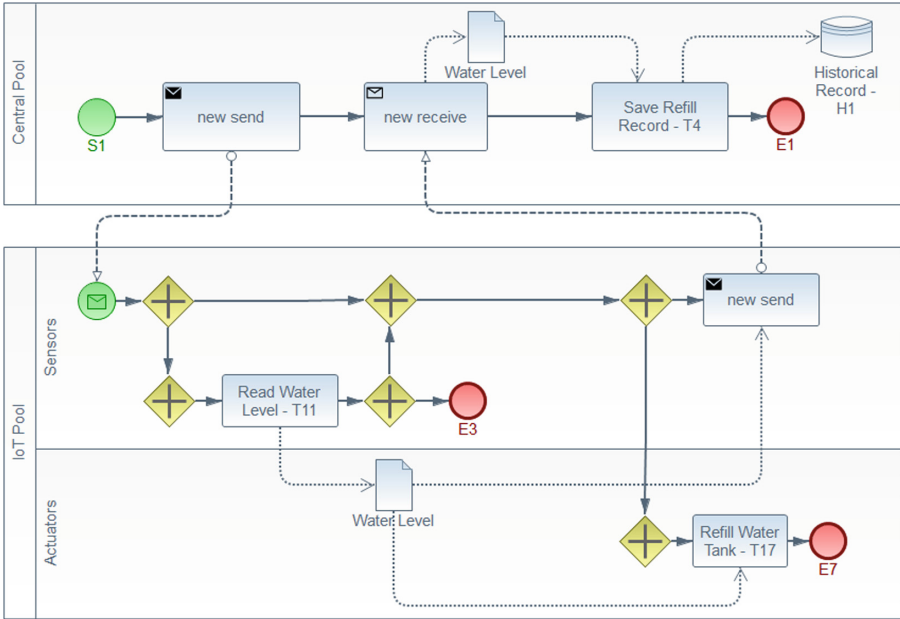 Central Pool
Water Level
Historical
Record -
H1
new send
new receive
Save Refill
Record - T4
S1
E1
IoT Pool
Sensors
new send
Read Water
Level - T11
E3
Actuators
Water Level
Refill Water
Tank - T17
E7